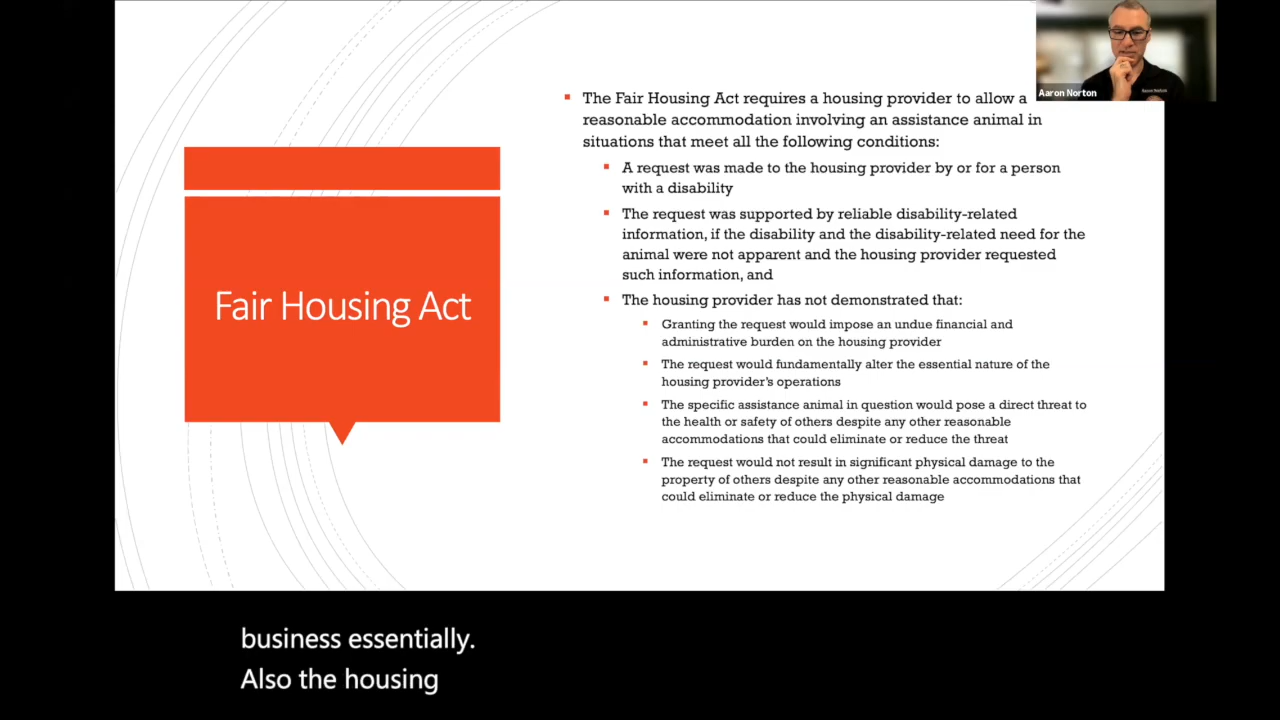 Fair Housing Act
The Fair Housing Act requires a housing provider to allow a
reasonable accommodation involving an assistance animal in
situations that meet all the following conditions:
A request was made to the housing provider by or for a person
with a disability
The request was supported by reliable disability-related
information, if the disability and the disability-related need for the
animal were not apparent and the housing provider requested
such information, and
The housing provider has not demonstrated that:
Granting the request would impose an undue financial and
administrative burden on the housing provider
The request would fundamentally alter the essential nature of the
housing provider's operations
The specific assistance animal in question would pose a direct threat to
the health or safety of others despite any other reasonable
accommodations that could eliminate or reduce the threat
The request would not result in significant physical damage to the
property of others despite any other reasonable accommodations that
could eliminate or reduce the physical damage
Aaron Norton
business essentially.
Also the housing